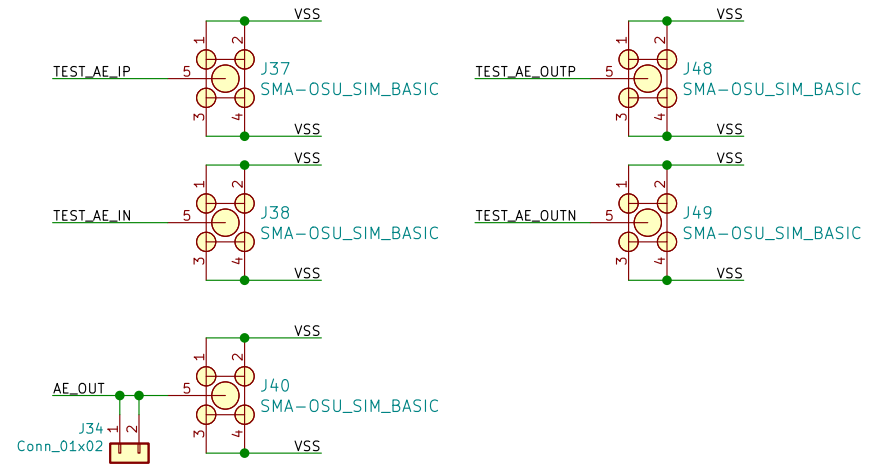 VSS
1
2
TEST_AE_IP
5
J37
SMA-OSU_SIM_BASIC
3
4
VSS
VSS
1
2
TEST_AE_OUTP
5
J48
SMA-OSU_SIM_BASIC
3
4
VSS
VSS
1
2
TEST_AE_IN
5
J38
SMA-OSU_SIM_BASIC
3
4
VSS
VSS
1
2
TEST_AE_OUTN
5
J49
SMA-OSU_SIM_BASIC
3
4
VSS
VSS
1
2
AE_OUT
5
J40
SMA-OSU_SIM_BASIC
3
4
VSS
J34
1
2
Conn_01x02